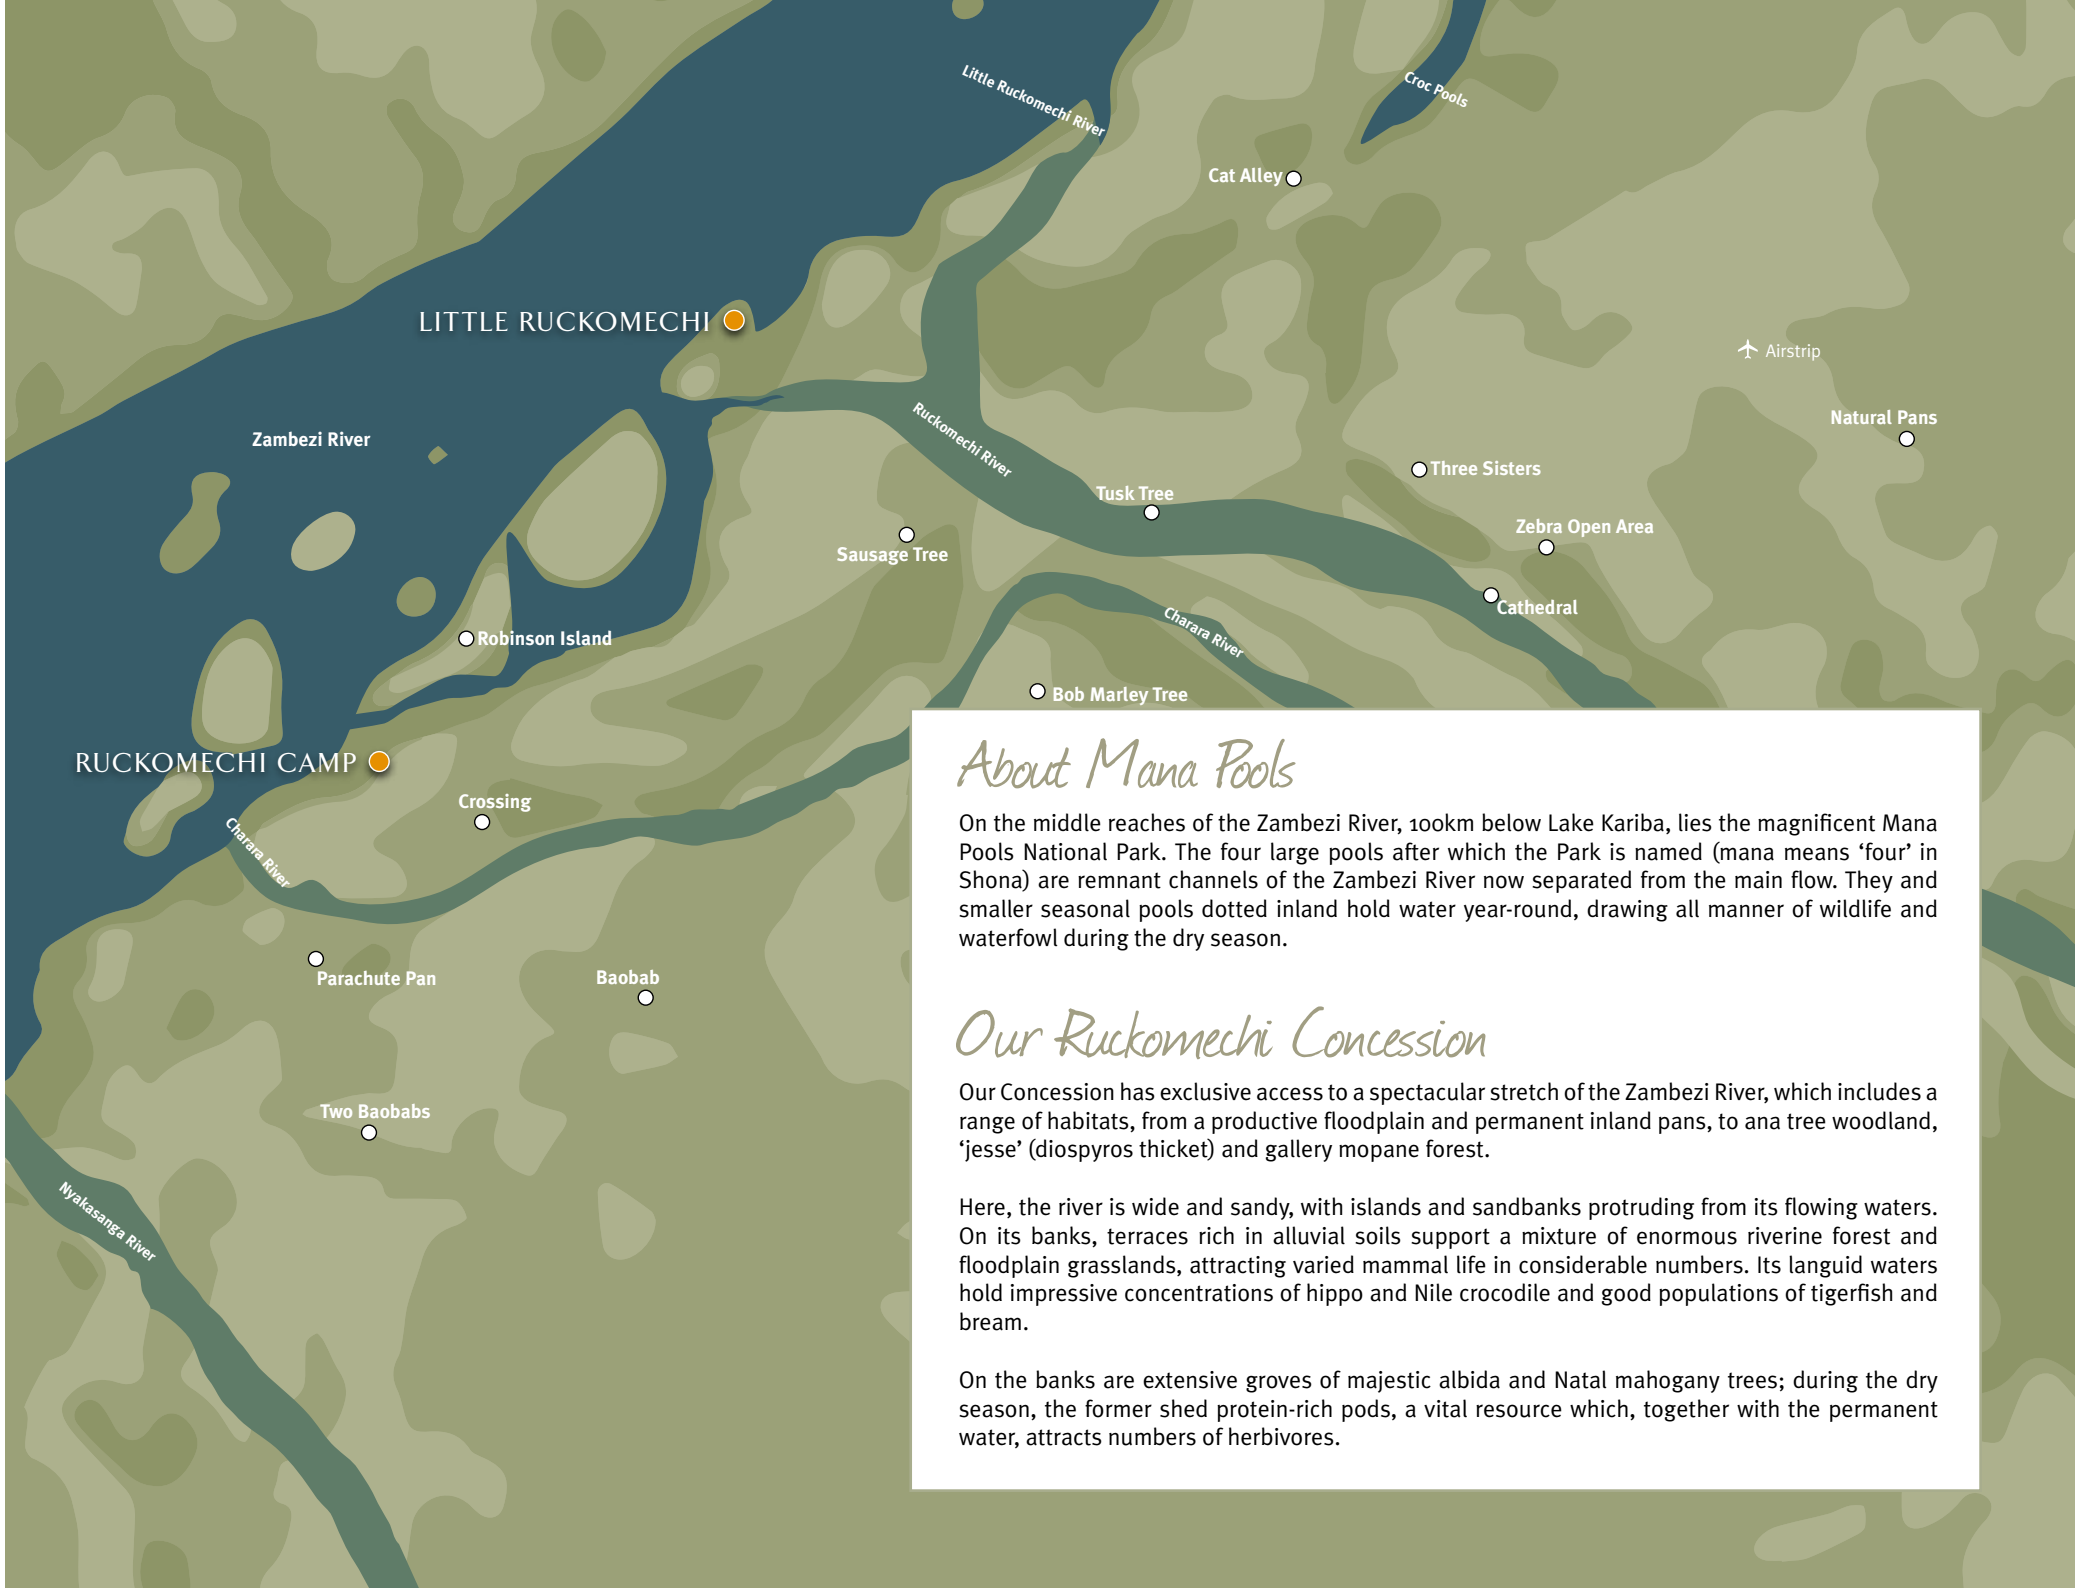 Little Ruckomechi River
Croc Pools
Cat Alley
LITTLE RUCKOMECHI
Airstrip
Natural Pans
Ruckomechi River
Zambezi River
Three Sisters
Tusk Tree
Zebra Open Area
Sausage Tree
Cathedral
Charara River
Robinson Island
Bob Marley Tree
RUCKOMECHI CAMP
Crossing
Charara River
Parachute Pan
Baobab
Two Baobabs
Nyakasanga River
About Mana Pools
On the middle reaches of the Zambezi River, 100km below Lake Kariba, lies the magnificent Mana
Pools National Park. The four large pools after which the Park is named (mana means ‘four’ in
Shona) are remnant channels of the Zambezi River now separated from the main flow. They and
smaller seasonal pools dotted inland hold water year-round, drawing all manner of wildlife and
waterfowl during the dry season.
Our Ruckomechi Concession
Our Concession has exclusive access to a spectacular stretch of the Zambezi River, which includes a
range of habitats, from a productive floodplain and permanent inland pans, to ana tree woodland,
‘jesse’ (diospyros thicket) and gallery mopane forest.
Here, the river is wide and sandy, with islands and sandbanks protruding from its flowing waters.
On its banks, terraces rich in alluvial soils support a mixture of enormous riverine forest and
floodplain grasslands, attracting varied mammal life in considerable numbers. Its languid waters
hold impressive concentrations of hippo and Nile crocodile and good populations of tigerfish and
bream.
On the banks are extensive groves of majestic albida and Natal mahogany trees; during the dry
season, the former shed protein-rich pods, a vital resource which, together with the permanent
water, attracts numbers of herbivores.